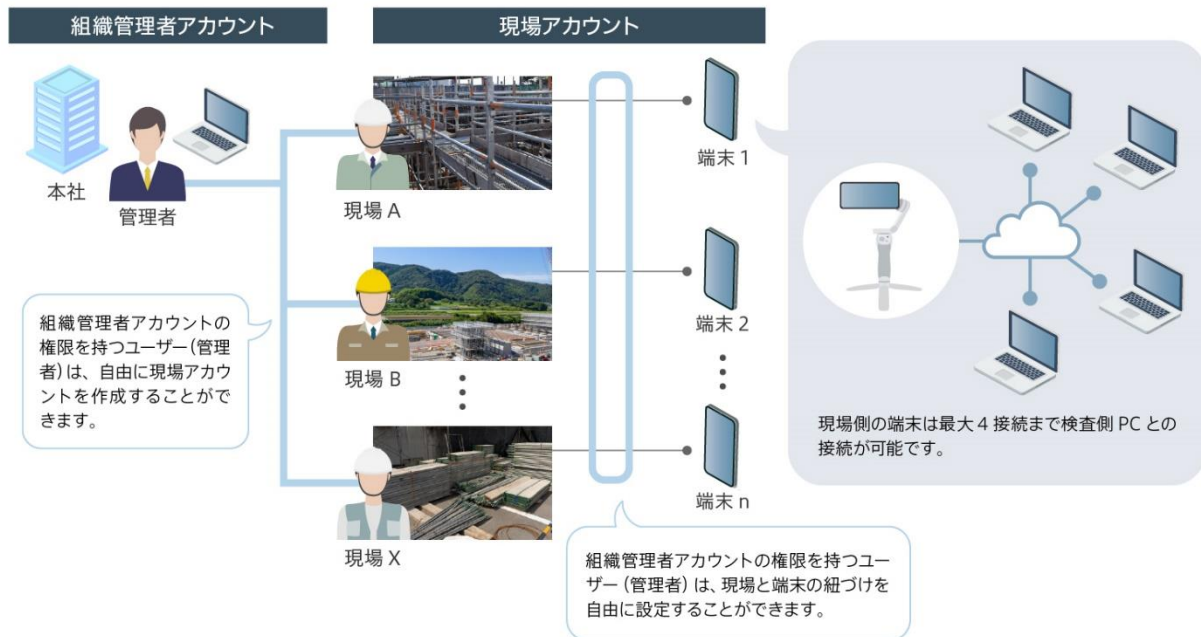 組織管理者アカウント
現場アカウント
本社
管理者
組織管理者アカウントの
権限を持つユーザー(管理
者)は、自由に現場アカウ
ントを作成することがで
きます。
現場 A
現場 B
現場 X
端末 1
端末 2
端末 n
組織管理者アカウントの権限を持つユー
ザー(管理者)は、現場と端末の紐づけを
自由に設定することができます。
現場側の端末は最大 4 接続まで検査側 PC との
接続が可能です。